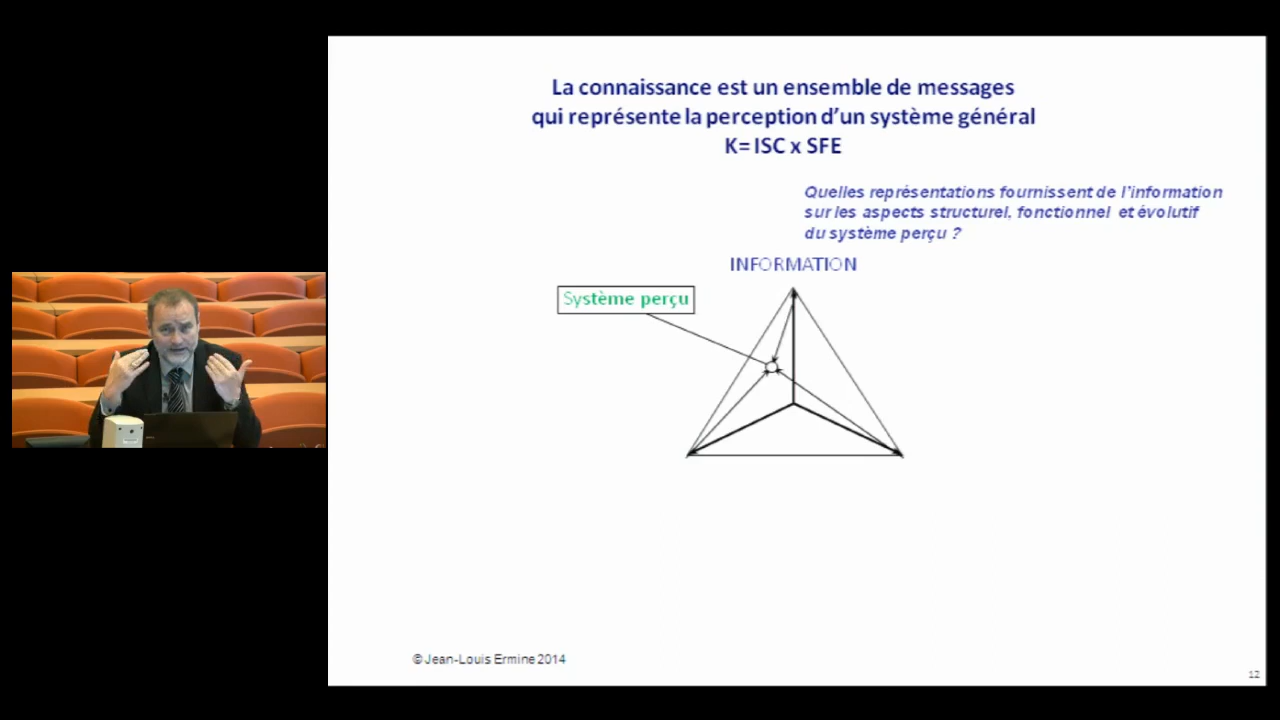 La connaissance est un ensemble de messages
qui représente la perception d'un système général
K= ISC x SFE
Quelles représentations fournissent de l'information
sur les aspects structurel, fonctionnel et évolutif
du système perçu ?
INFORMATION
Système perçu
© Jean-Louis Ermine 2014
12